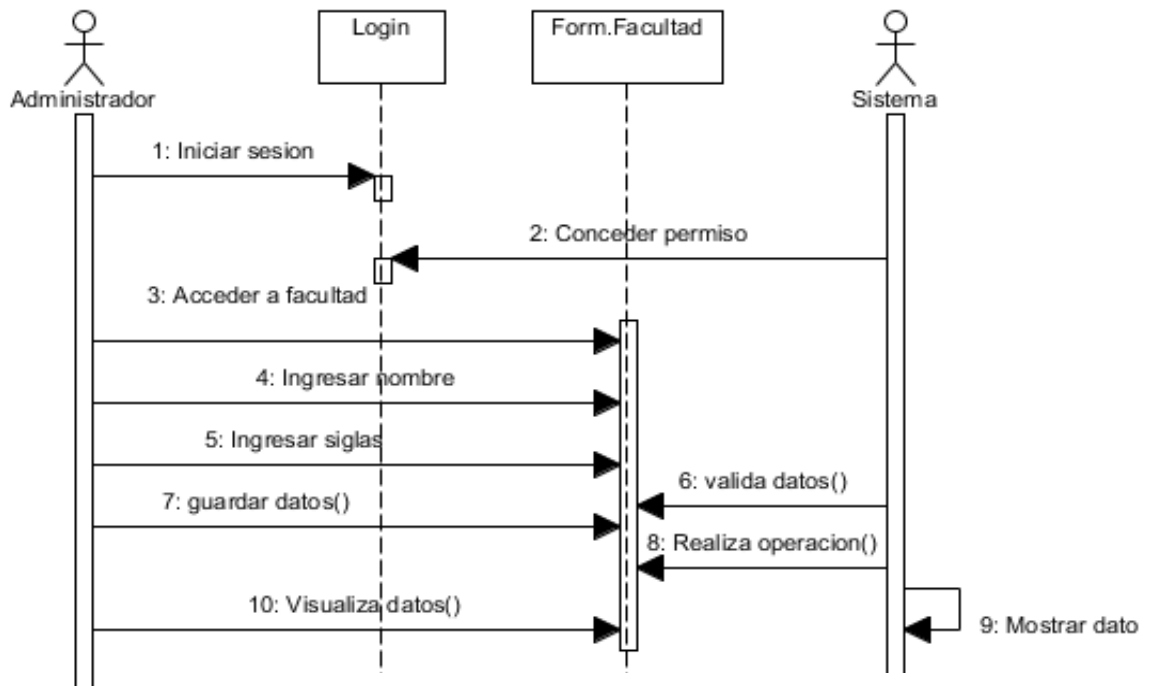 Login
Form.Facultad
Administrador
Sistema
1: Iniciar sesion
2: Conceder permiso
3: Acceder a facultad
4: Ingresar nombre
5: Ingresar siglas
6: valida datos()
7: guardar datos()
8: Realiza operacion()
10: Visualiza datos()
9: Mostrar dato